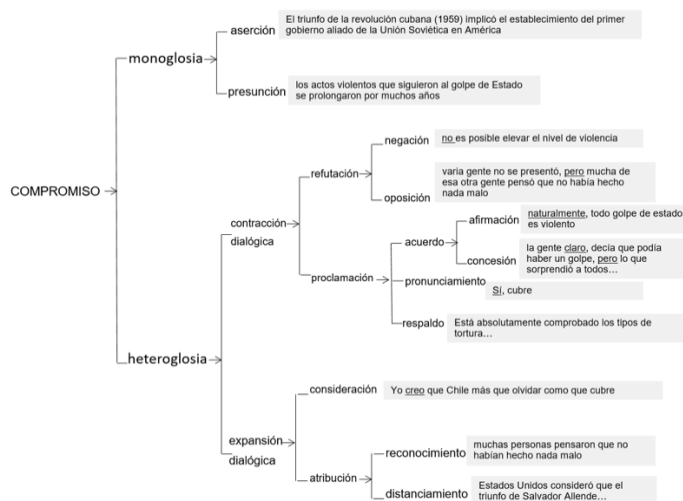 El triunfo de la revolución cubana (1959) implicó el establecimiento del primer
aserción
gobierno aliado de la Unión Soviética en América
monoglosia
los actos violentos que siguieron al golpe de Estado
presunción
se prolongaron por muchos años
negación
no es posible elevar el nivel de violencia
refutación
varia gente no se presentó, pero mucha de
esa otra gente pensó que no había hecho
nada malo
oposición
COMPROMISO
contracción
dialógica
naturalmente, todo golpe de estado
afirmación
es violento
acuerdo
la gente claro, decía que podía
haber un golpe, pero lo que
concesión
sorprendió a todos…
proclamación
pronunciamiento
Sí, cubre
respaldo
Está absolutamente comprobado los tipos de
tortura…
heteroglosia
consideración
Yo creo que Chile más que olvidar como que cubre
expansión
dialógica
muchas personas pensaron que no
reconocimiento
habían hecho nada malo
atribución
Estados Unidos consideró que el
distanciamiento
triunfo de Salvador Allende…